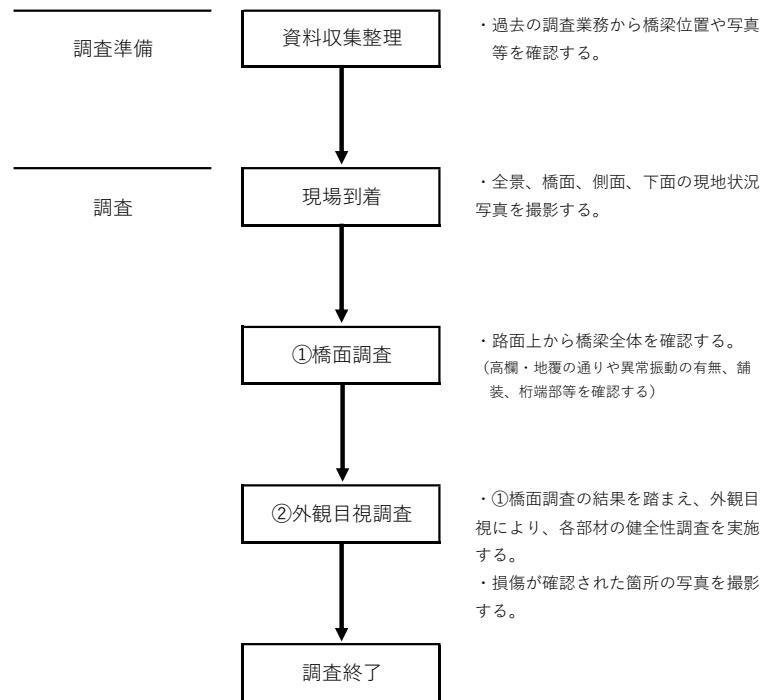 調査準備
資料収集整理
・過去の調査業務から橋梁位置や写真
等を確認する。
調査
現場到着
・全景、橋面、側面、下面の現地状況
写真を撮影する。
①橋面調査
・路面上から橋梁全体を確認する。
（高欄・地覆の通りや異常振動の有無、舗
装、桁端部等を確認する）
②外観目視調査
・①橋面調査の結果を踏まえ、外観目
視により、各部材の健全性調査を実施
する。
・損傷が確認された箇所の写真を撮影
する。
調査終了